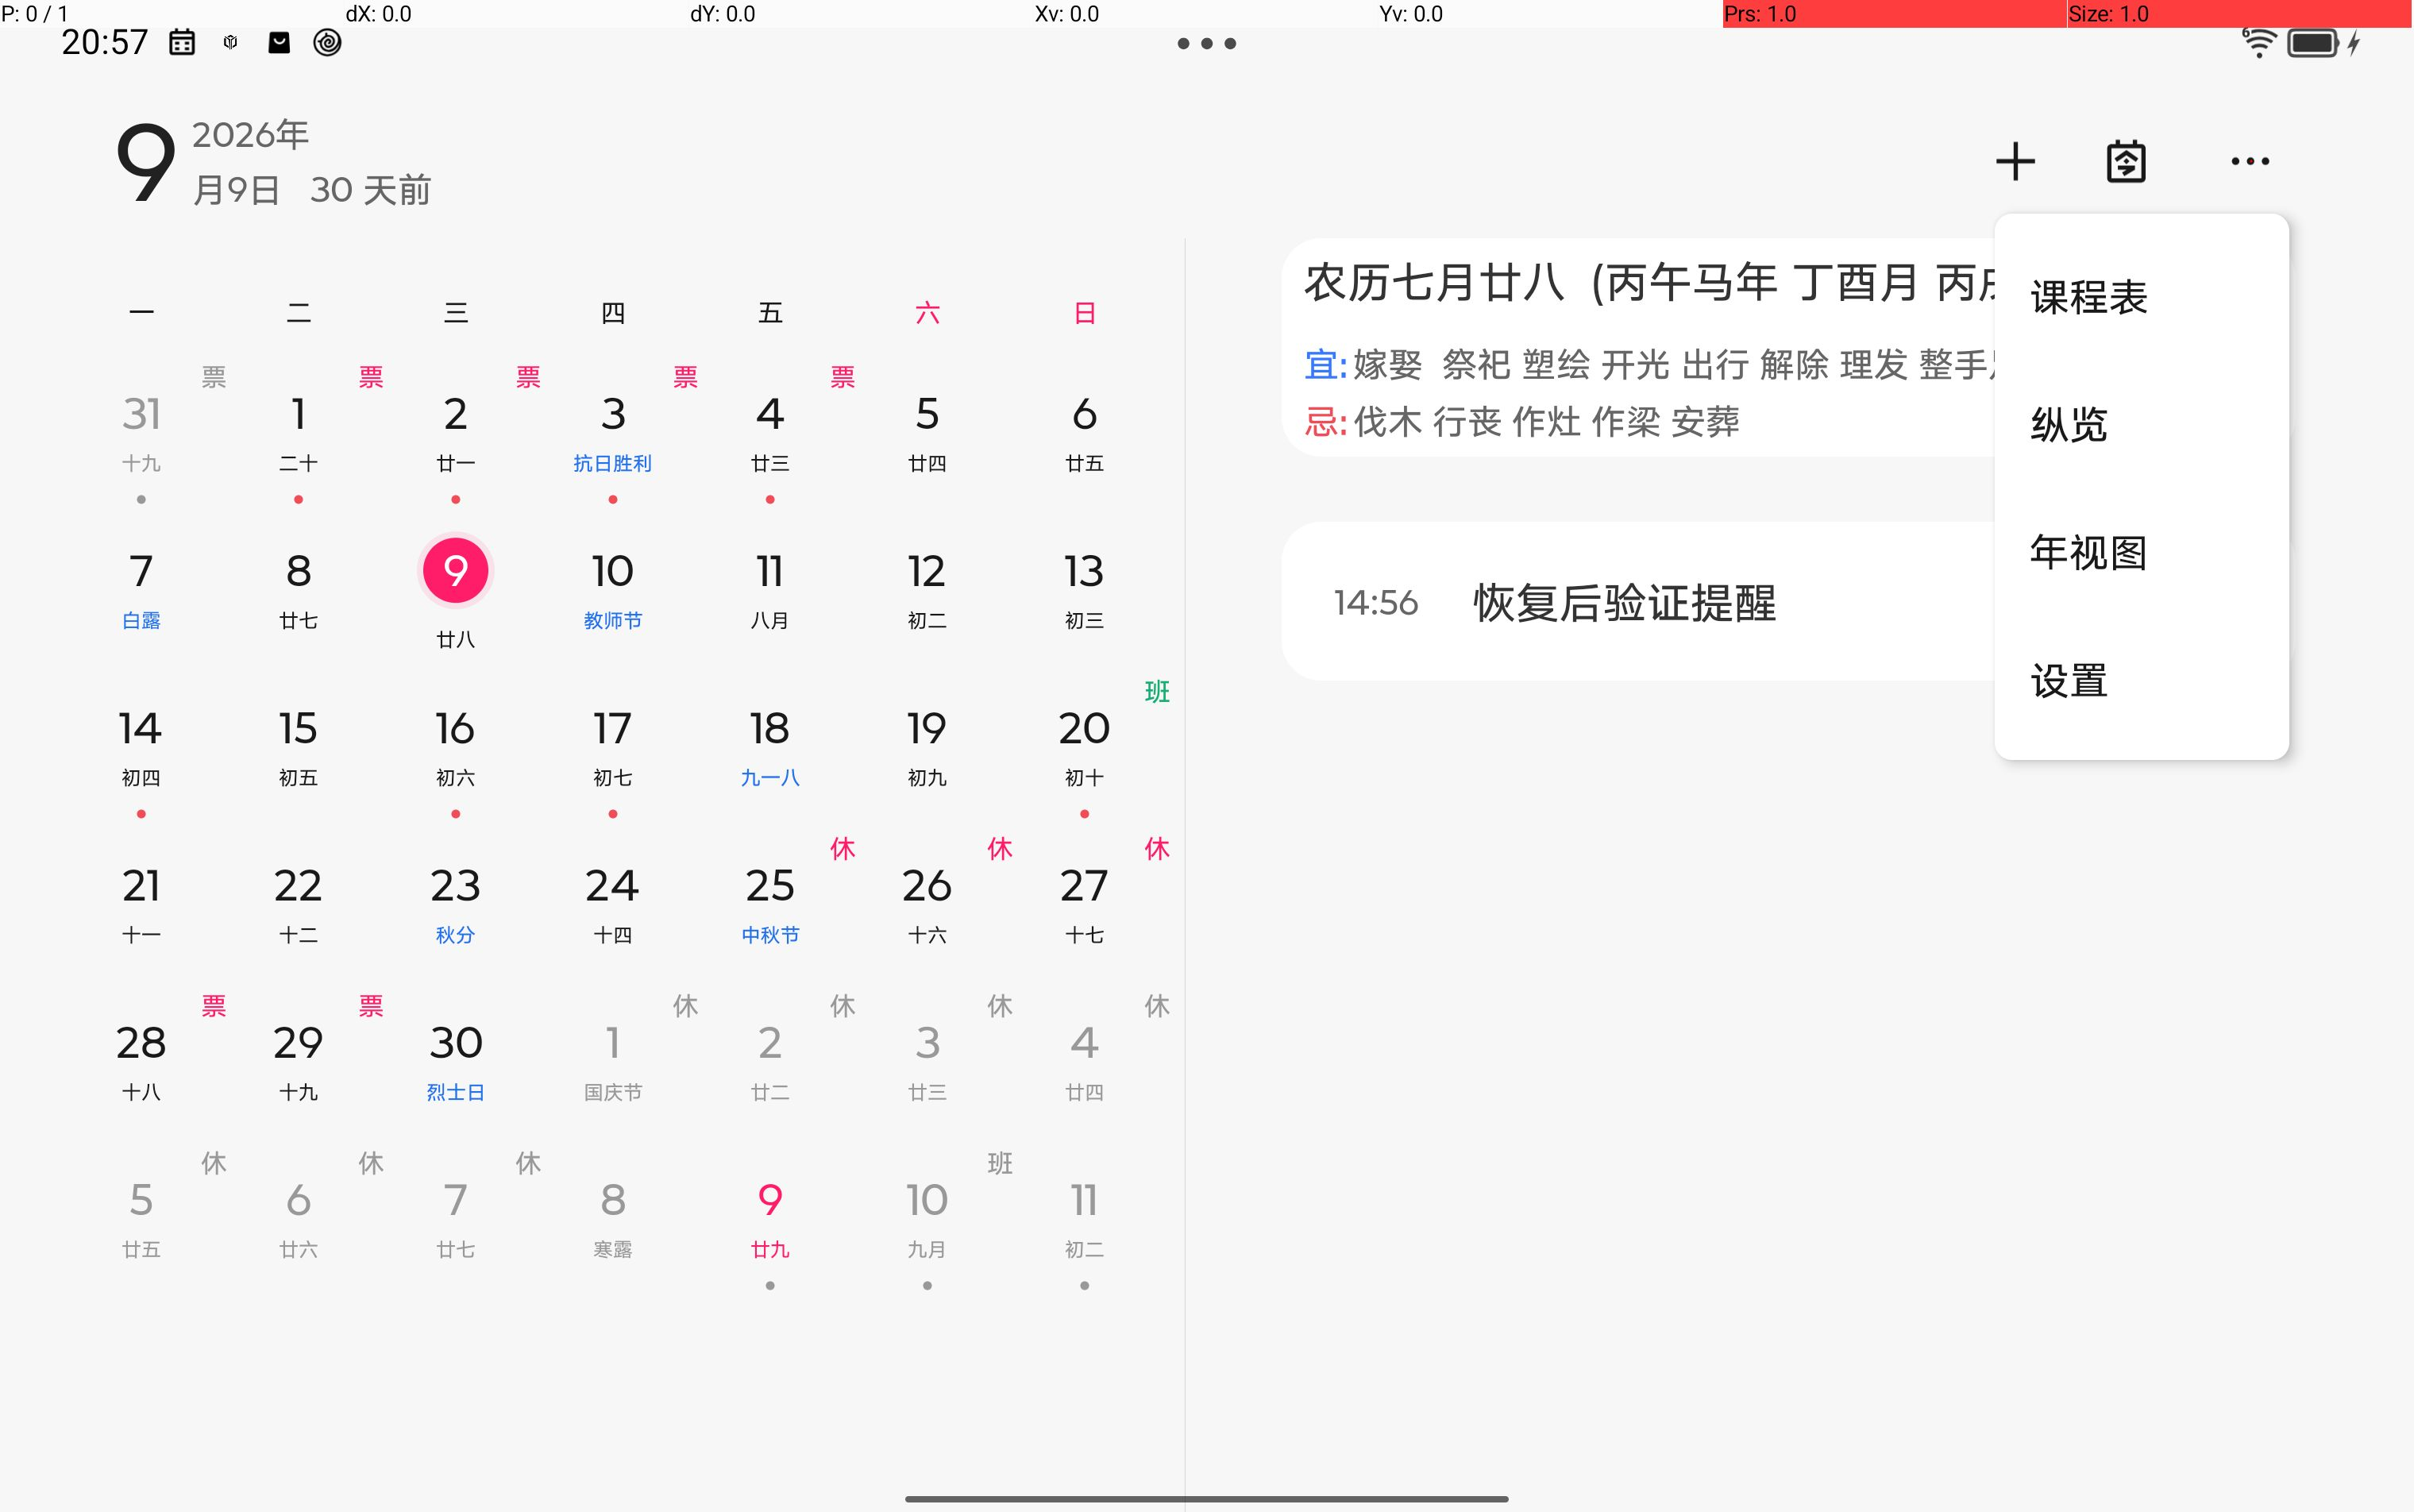 P: 0 / 1 dX: 0.0 dY: 0.0 Xv: 0.0 Yv: 0.0 Prs: 1.0 Size: 1.0
20:57
6
9 2026年
月9日 30 天前
今
一 二 三 四 五 六 日
票 票 票 票 票
31 1 2 3 4 5 6
十九 二十 廿一 抗日胜利 廿三 廿四 廿五
7 8 9 10 11 12 13
白露 廿七 廿八 教师节 八月 初二 初三
班
14 15 16 17 18 19 20
初四 初五 初六 初七 九一八 初九 初十
休 休 休
21 22 23 24 25 26 27
十一 十二 秋分 十四 中秋节 十六 十七
票 票 休 休 休 休
28 29 30 1 2 3 4
十八 十九 烈士日 国庆节 廿二 廿三 廿四
休 休 休 班
5 6 7 8 9 10 11
廿五 廿六 廿七 寒露 廿九 九月 初二
农历七月廿八 (丙午马年 丁酉月 丙
宜: 嫁娶 祭祀 塑绘 开光 出行 解除 理发 整手
忌: 伐木 行丧 作灶 作梁 安葬
14:56 恢复后验证提醒
课程表
纵览
年视图
设置